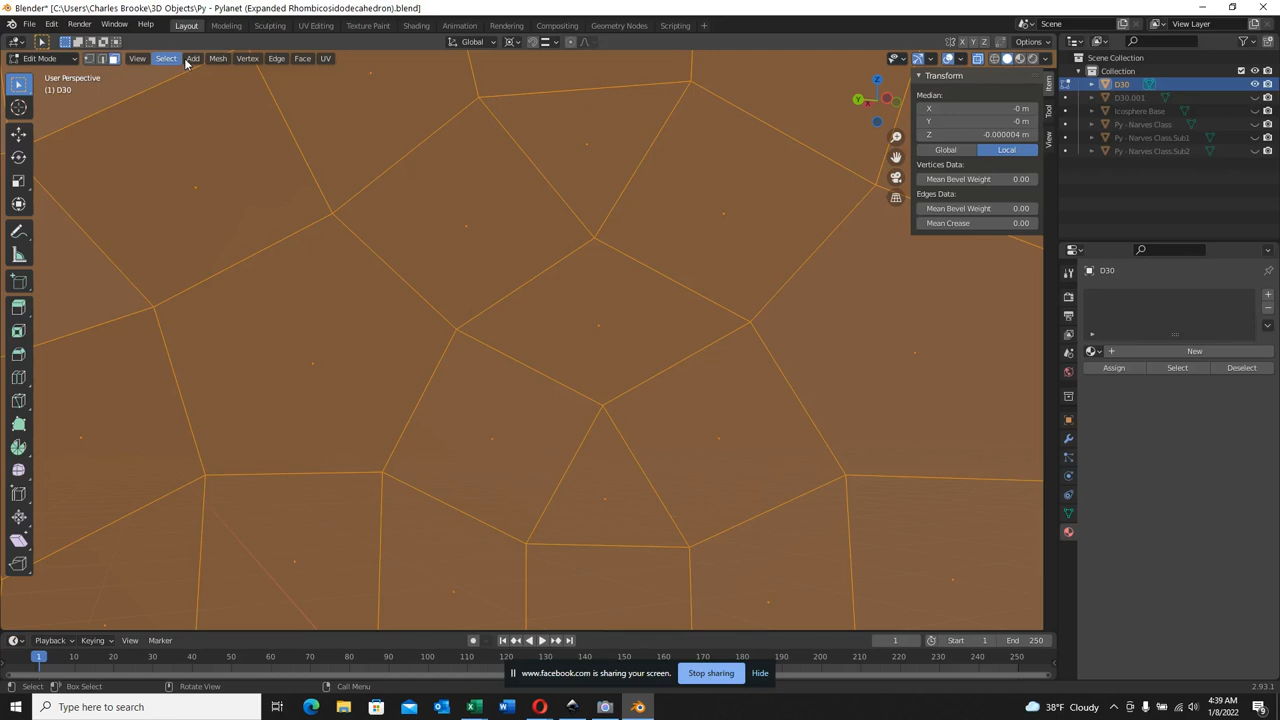 Blender* [C:\Users\Charles Brooke\3D Objects\Py - Pylanet (Expanded Rhombicosidodecahedron).blend]
File Edit Render Window Help Layout Modeling Sculpting UV Editing Texture Paint Shading Animation Rendering Compositing Geometry Nodes Scripting + Scene View Layer
Global X Y Z Options
Edit Mode View Select Add Mesh Vertex Edge Face UV
User Perspective
(1) D30
Transform
Median:
X -0 m
Y -0 m
Z -0.000004 m
Global Local
Vertices Data:
Mean Bevel Weight 0.00
Edges Data:
Mean Bevel Weight 0.00
Mean Crease 0.00
Item
Tool
View
Z
Y
Scene Collection
Collection
D30
D30.001
Icosphere Base
Py - Narves Class
Py - Narves Class.Sub1
Py - Narves Class.Sub2
D30
New
Assign Select Deselect
Playback Keying View Marker 1 Start 1 End 250
1 10 20 30 40 50 60 70 80 90 100 110 120 130 140 150 160 170 180 190 200 210 220 230 240 250
www.facebook.com is sharing your screen. Stop sharing Hide
Select Box Select Rotate View Call Menu 2.93.1
Type here to search
38°F Cloudy
4:39 AM
1/8/2022